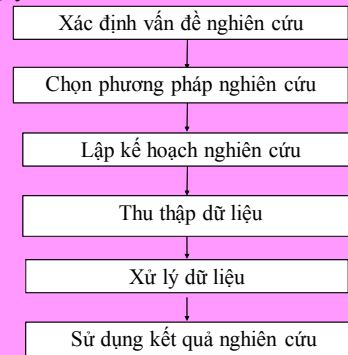 Xác định vấn đề nghiên cứu
Chọn phương pháp nghiên cứu
Lập kế hoạch nghiên cứu
Thu thập dữ liệu
Xử lý dữ liệu
Sử dụng kết quả nghiên cứu